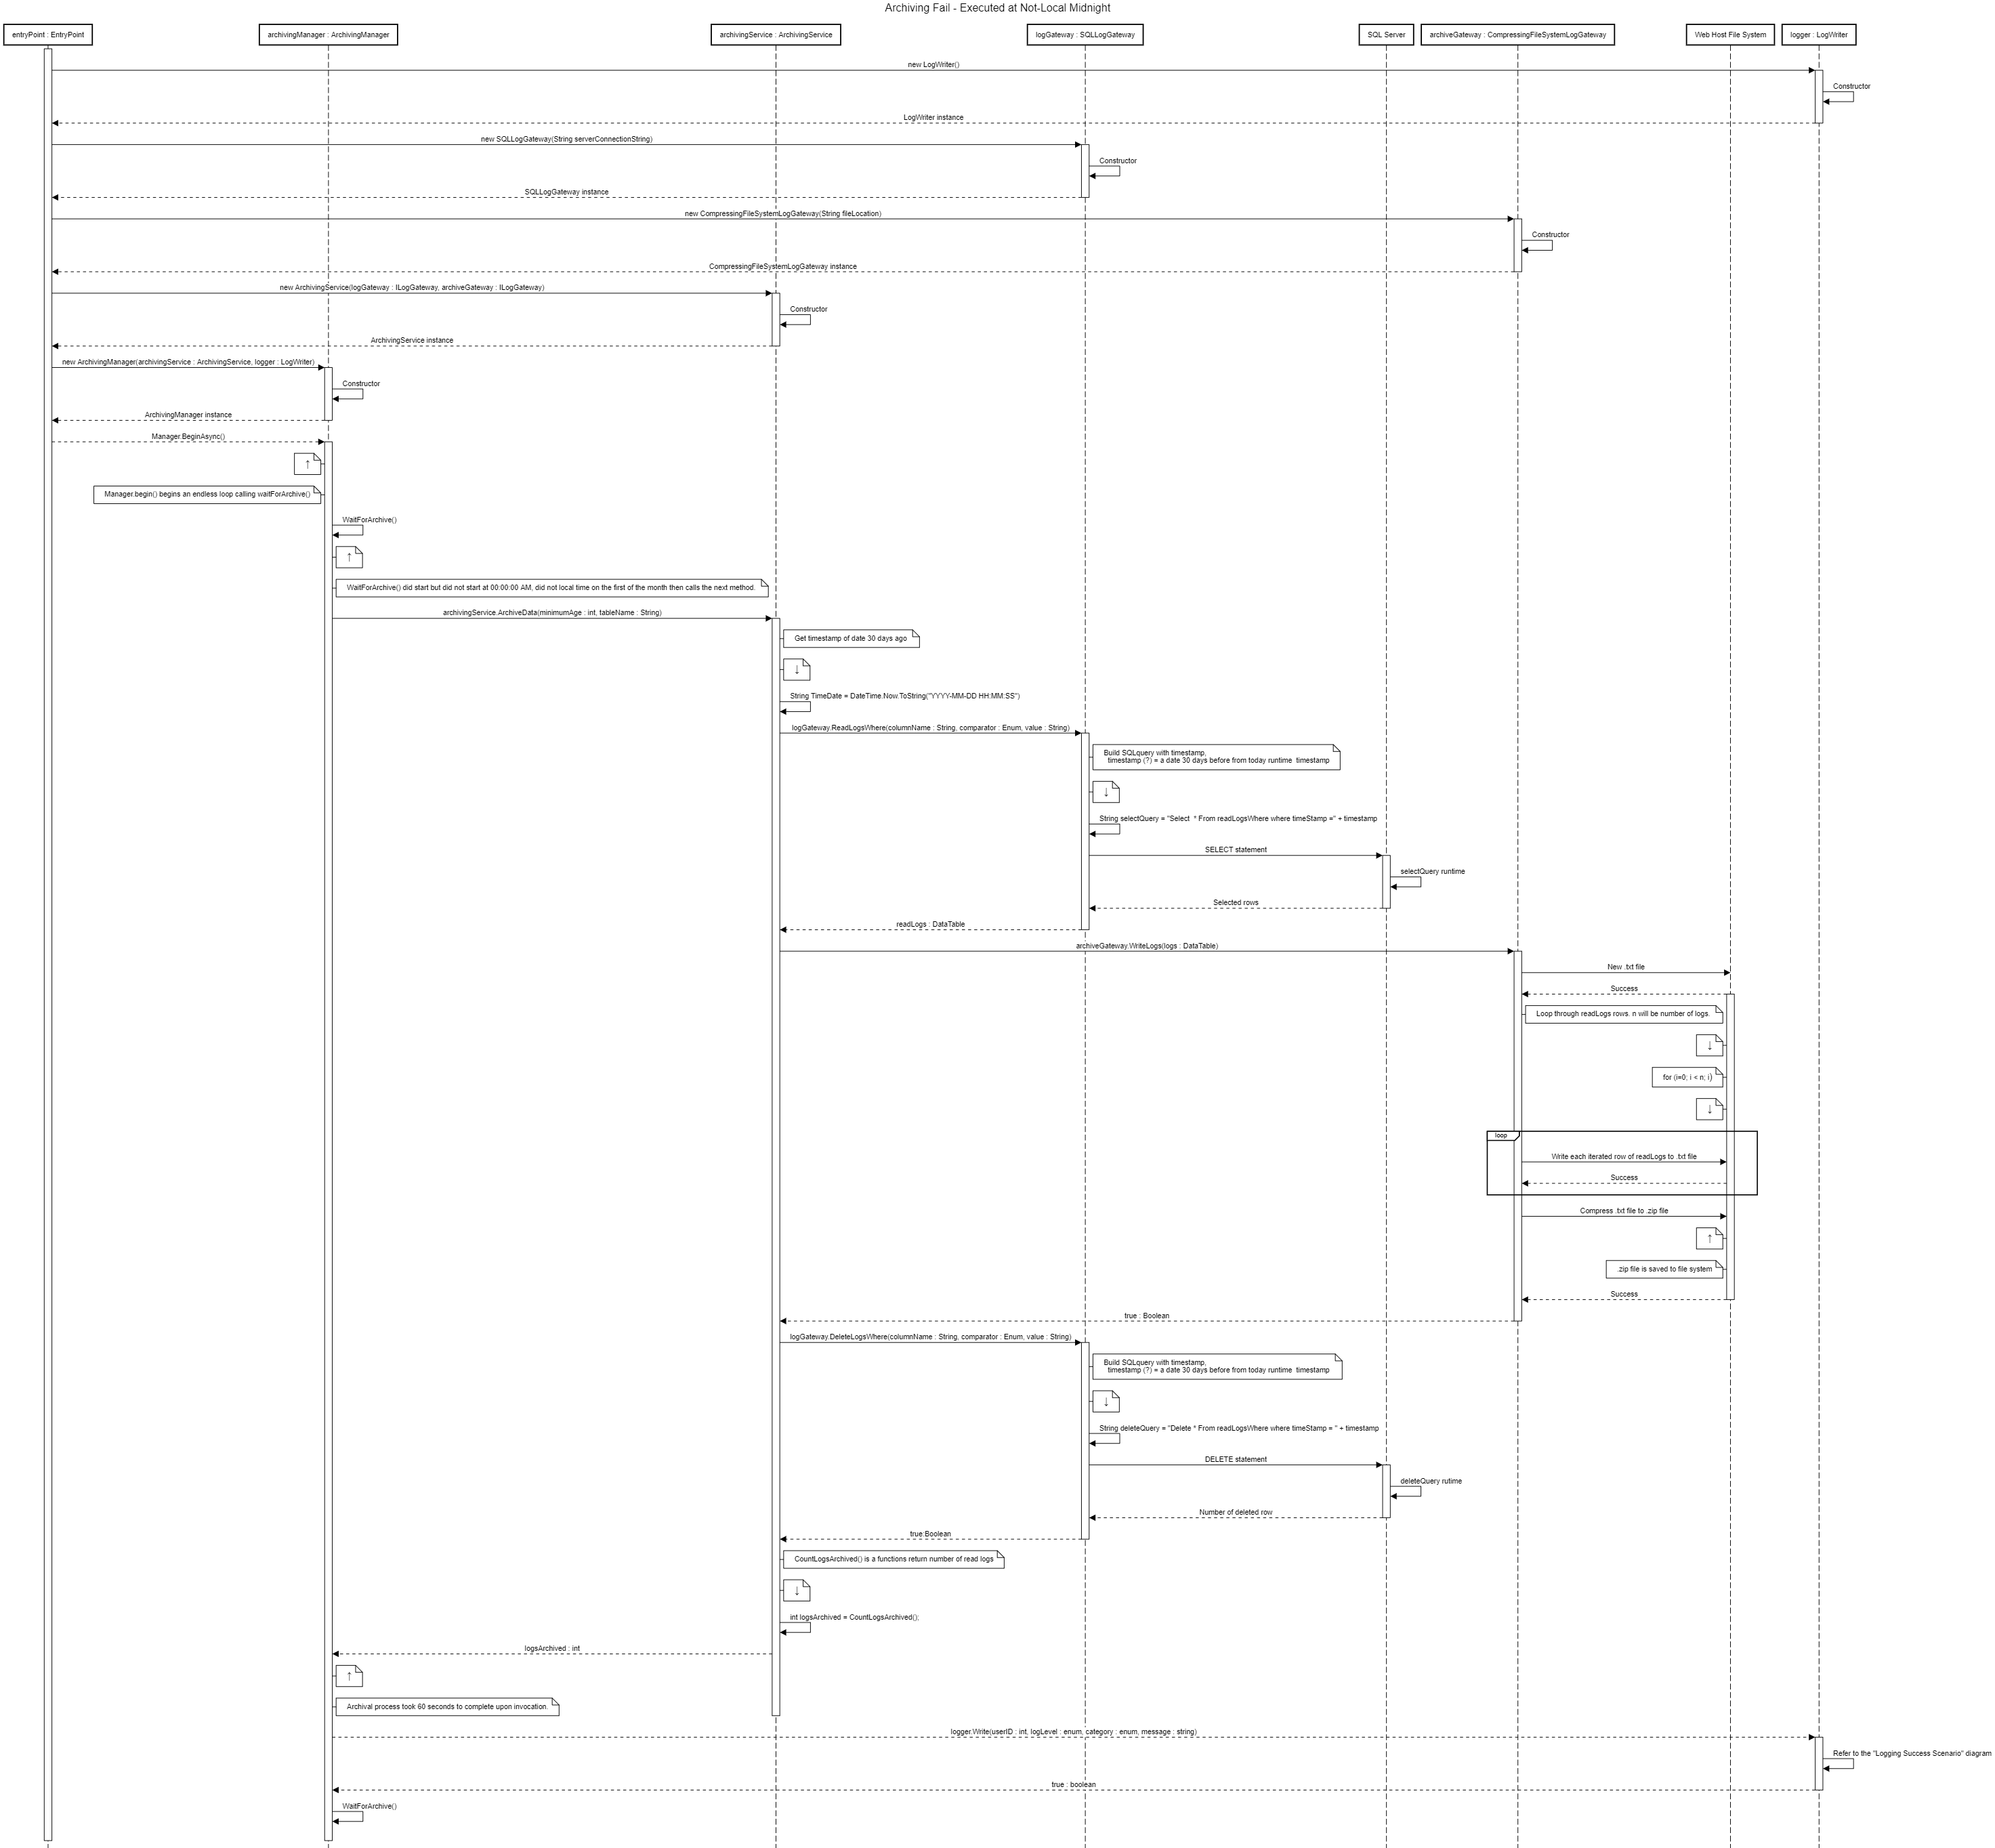 Archiving Fail - Executed at Not-Local Midnight
entryPoint : EntryPoint
archivingManager : ArchivingManager
archivingService : ArchivingService
logGateway : SQLLogGateway
SQL Server
archiveGateway : CompressingFileSystemLogGateway
Web Host File System
logger : LogWriter
new LogWriter()
Constructor
LogWriter instance
new SQLLogGateway(String serverConnectionString)
Constructor
SQLLogGateway instance
new CompressingFileSystemLogGateway(String fileLocation)
Constructor
CompressingFileSystemLogGateway instance
new ArchivingService(logGateway : ILogGateway, archiveGateway : ILogGateway)
Constructor
ArchivingService instance
new ArchivingManager(archivingService : ArchivingService, logger : LogWriter)
Constructor
ArchivingManager instance
Manager.BeginAsync()
↑
Manager.begin() begins an endless loop calling waitForArchive()
WaitForArchive()
↑
WaitForArchive() did start but did not start at 00:00:00 AM, did not local time on the first of the month then calls the next method.
archivingService.ArchiveData(minimumAge : int, tableName : String)
Get timestamp of date 30 days ago
↓
String TimeDate = DateTime.Now.ToString("YYYY-MM-DD HH:MM:SS")
logGateway.ReadLogsWhere(columnName : String, comparator : Enum, value : String)
Build SQLquery with timestamp,
timestamp (?) = a date 30 days before from today runtime  timestamp
↓
String selectQuery = "Select  * From readLogsWhere where timeStamp =" + timestamp
SELECT statement
selectQuery runtime
Selected rows
readLogs : DataTable
archiveGateway.WriteLogs(logs : DataTable)
New .txt file
Success
Loop through readLogs rows. n will be number of logs.
↓
for (i=0; i < n; i)
↓
loop
Write each iterated row of readLogs to .txt file
Success
Compress .txt file to .zip file
↑
.zip file is saved to file system
Success
true : Boolean
logGateway.DeleteLogsWhere(columnName : String, comparator : Enum, value : String)
Build SQLquery with timestamp,
timestamp (?) = a date 30 days before from today runtime  timestamp
↓
String deleteQuery = "Delete * From readLogsWhere where timeStamp = " + timestamp
DELETE statement
deleteQuery rutime
Number of deleted row
true:Boolean
CountLogsArchived() is a functions return number of read logs
↓
int logsArchived = CountLogsArchived();
logsArchived : int
↑
Archival process took 60 seconds to complete upon invocation.
logger.Write(userID : int, logLevel : enum, category : enum, message : string)
Refer to the "Logging Success Scenario" diagram
true : boolean
WaitForArchive()